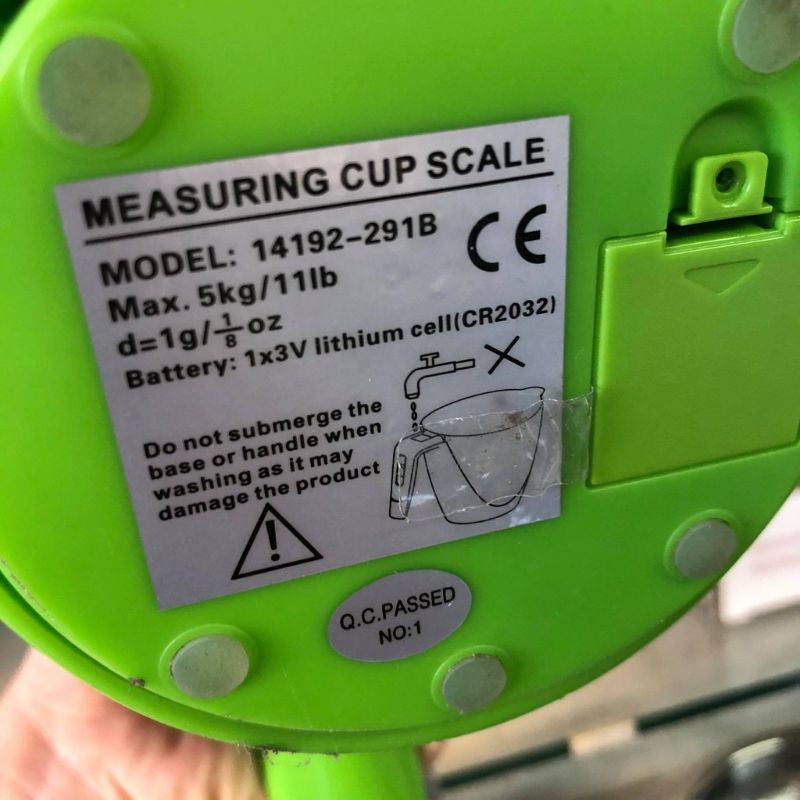 MEASURING CUP SCALE
MODEL: 14192-291B
CE
Max. 5kg/11lb
d=1g/1/8oz
Battery: 1x3V lithium cell(CR2032)
Do not submerge the
base or handle when
washing as it may
damage the product
!
Q.C.PASSED
NO:1